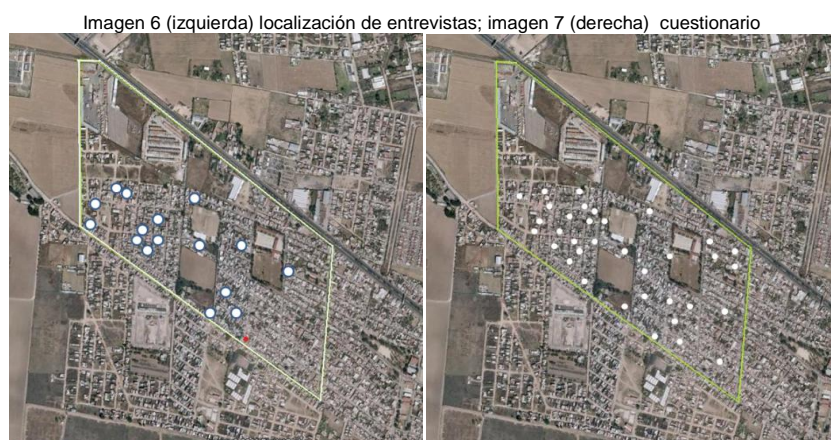 Imagen 6 (izquierda) localización de entrevistas; imagen 7 (derecha) cuestionario